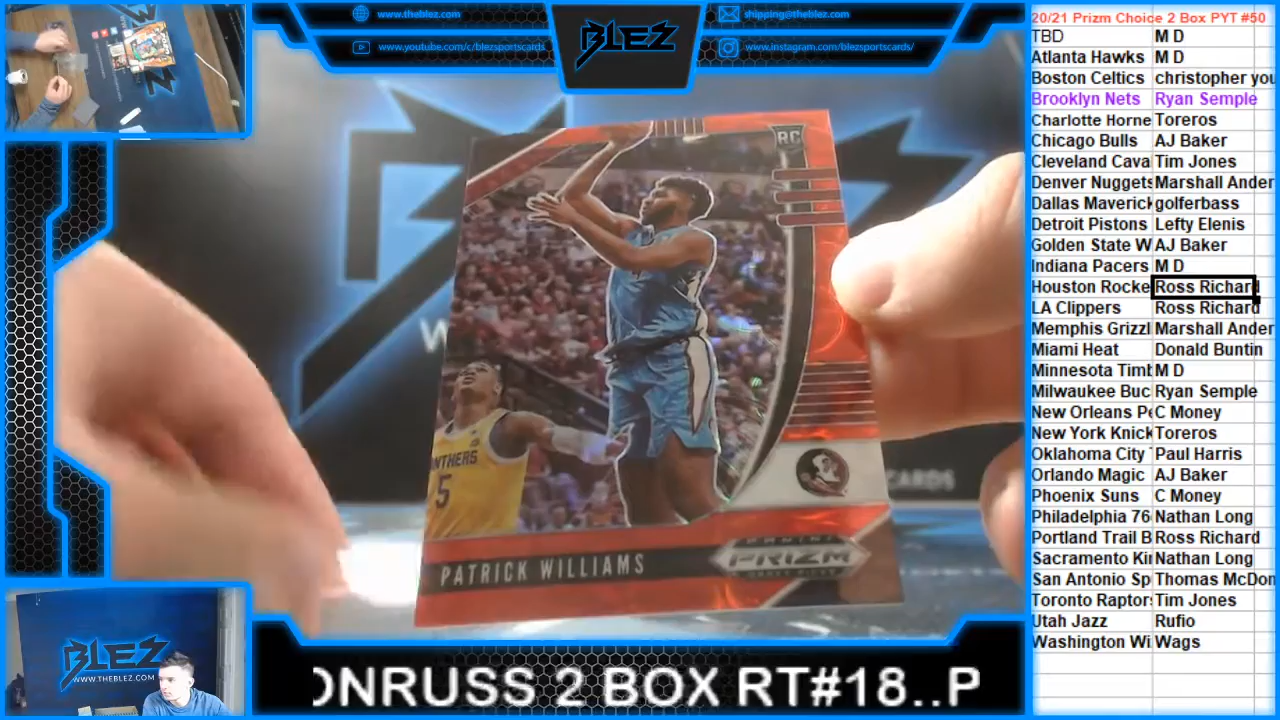 www.theblez.com
www.youtube.com/c/blezsportscards
BLEZ
shipping@theblez.com
www.instagram.com/blezsportscards/
20/21 Prizm Choice 2 Box PYT #50
TBD M D
Atlanta Hawks M D
Boston Celtics christopher you
Brooklyn Nets Ryan Semple
Charlotte Horne Toreros
Chicago Bulls AJ Baker
Cleveland Cava Tim Jones
Denver Nuggets Marshall Ander
Dallas Maverick golferbass
Detroit Pistons Lefty Elenis
Golden State W AJ Baker
Indiana Pacers M D
Houston Rocke Ross Richard
LA Clippers Ross Richard
Memphis Grizzl Marshall Ander
Miami Heat Donald Buntin
Minnesota Timb M D
Milwaukee Buc Ryan Semple
New Orleans Pe C Money
New York Knick Toreros
Oklahoma City T Paul Harris
Orlando Magic AJ Baker
Phoenix Suns C Money
Philadelphia 76 Nathan Long
Portland Trail B Ross Richard
Sacramento Kin Nathan Long
San Antonio Sp Thomas McDon
Toronto Raptors Tim Jones
Utah Jazz Rufio
Washington Wi Wags
RC
NTHERS
5
PATRICK WILLIAMS
PANINI
PRIZM
DRAFT PICKS
W
CARDS
BLEZ
WWW.THEBLEZ.COM
ONRUSS 2 BOX RT#18..P